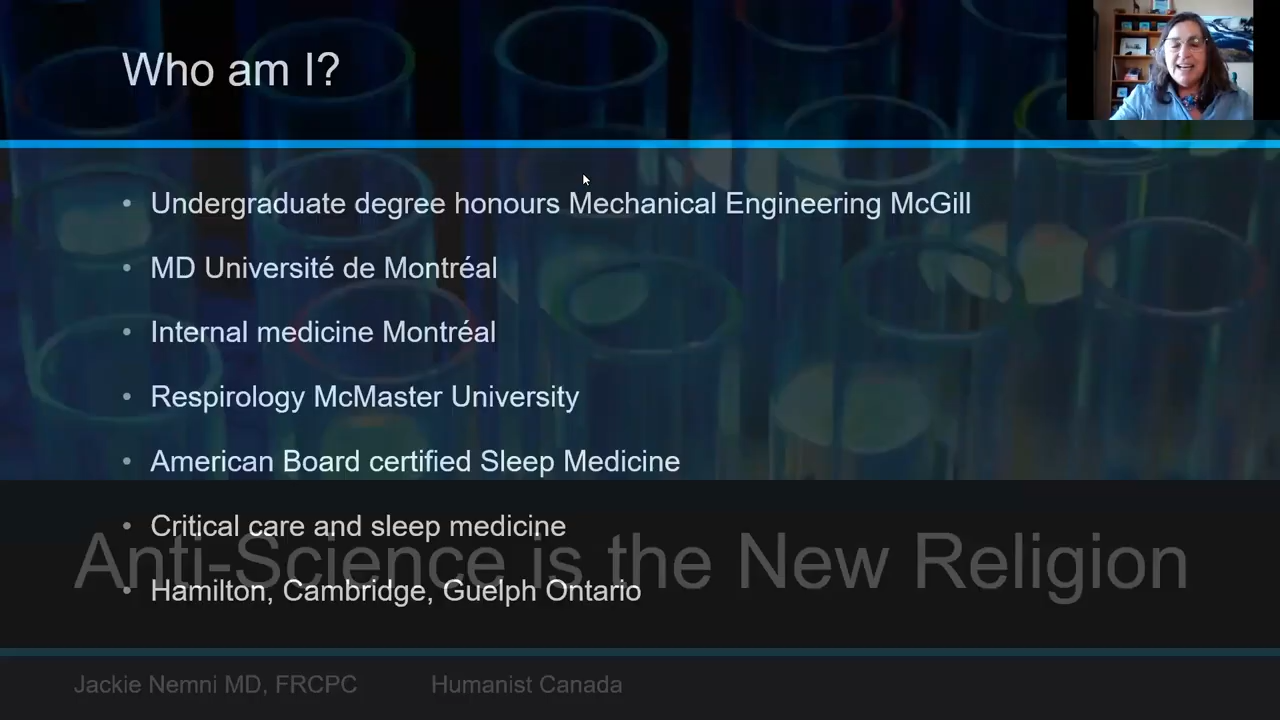 Who am I?
• Undergraduate degree honours Mechanical Engineering McGill
• MD Université de Montréal
• Internal medicine Montréal
• Respirology McMaster University
• American Board certified Sleep Medicine
• Critical care and sleep medicine
Anti-Science is the New Religion
• Hamilton, Cambridge, Guelph Ontario
Jackie Nemni MD, FRCPC Humanist Canada